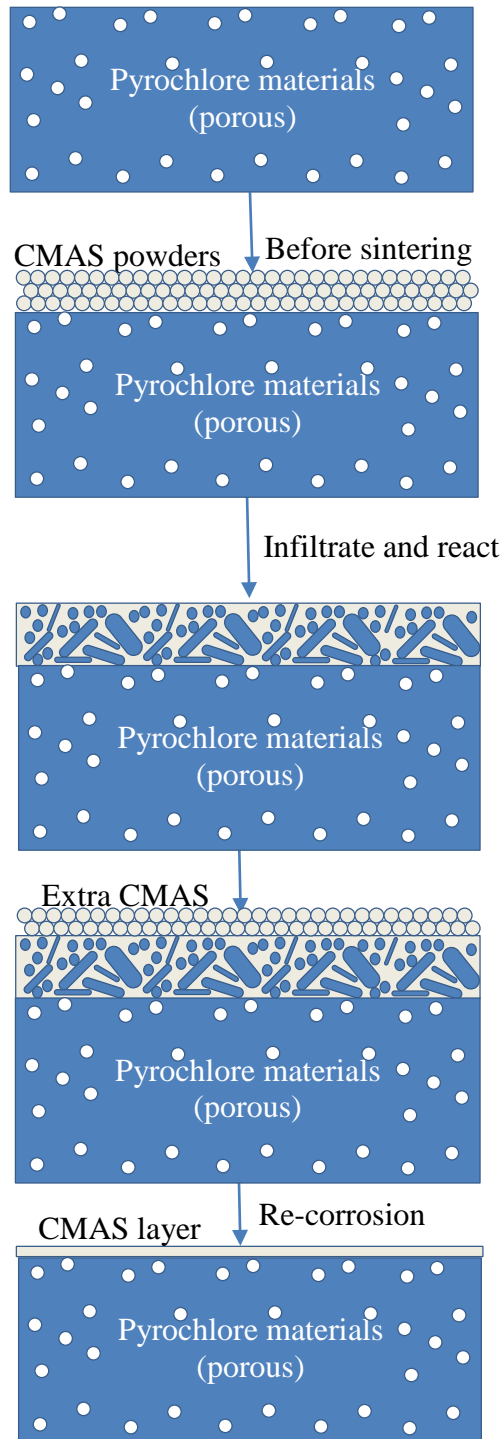 Pyrochlore materials
(porous)
CMAS powders
Before sintering
Pyrochlore materials
(porous)
Infiltrate and react
Pyrochlore materials
(porous)
Extra CMAS
Pyrochlore materials
(porous)
CMAS layer
Re-corrosion
Pyrochlore materials
(porous)